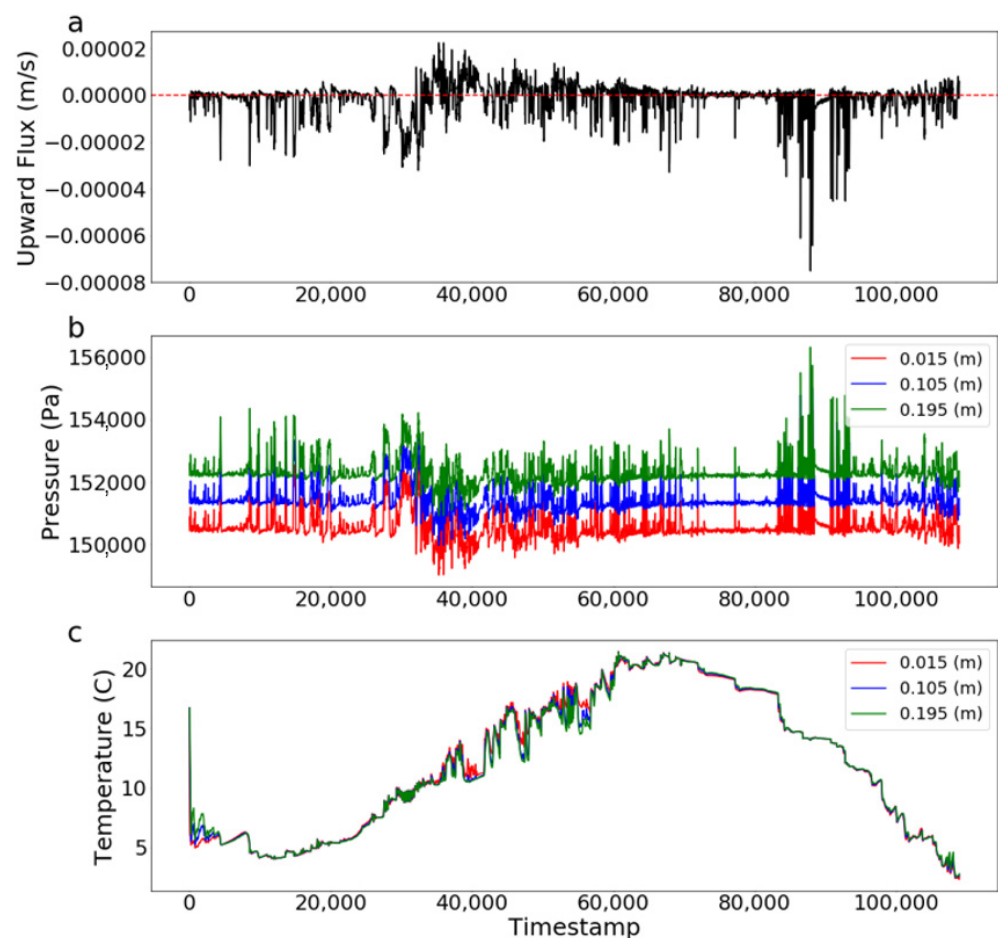 a
Upward Flux (m/s)
0.00002
0.00000
−0.00002
−0.00004
−0.00006
−0.00008
0 20,000 40,000 60,000 80,000 100,000
b
Pressure (Pa)
156,000
154,000
152,000
150,000
0.015 (m)
0.105 (m)
0.195 (m)
0 20,000 40,000 60,000 80,000 100,000
c
Temperature (C)
20
15
10
5
0.015 (m)
0.105 (m)
0.195 (m)
0 20,000 40,000 60,000 80,000 100,000
Timestamp